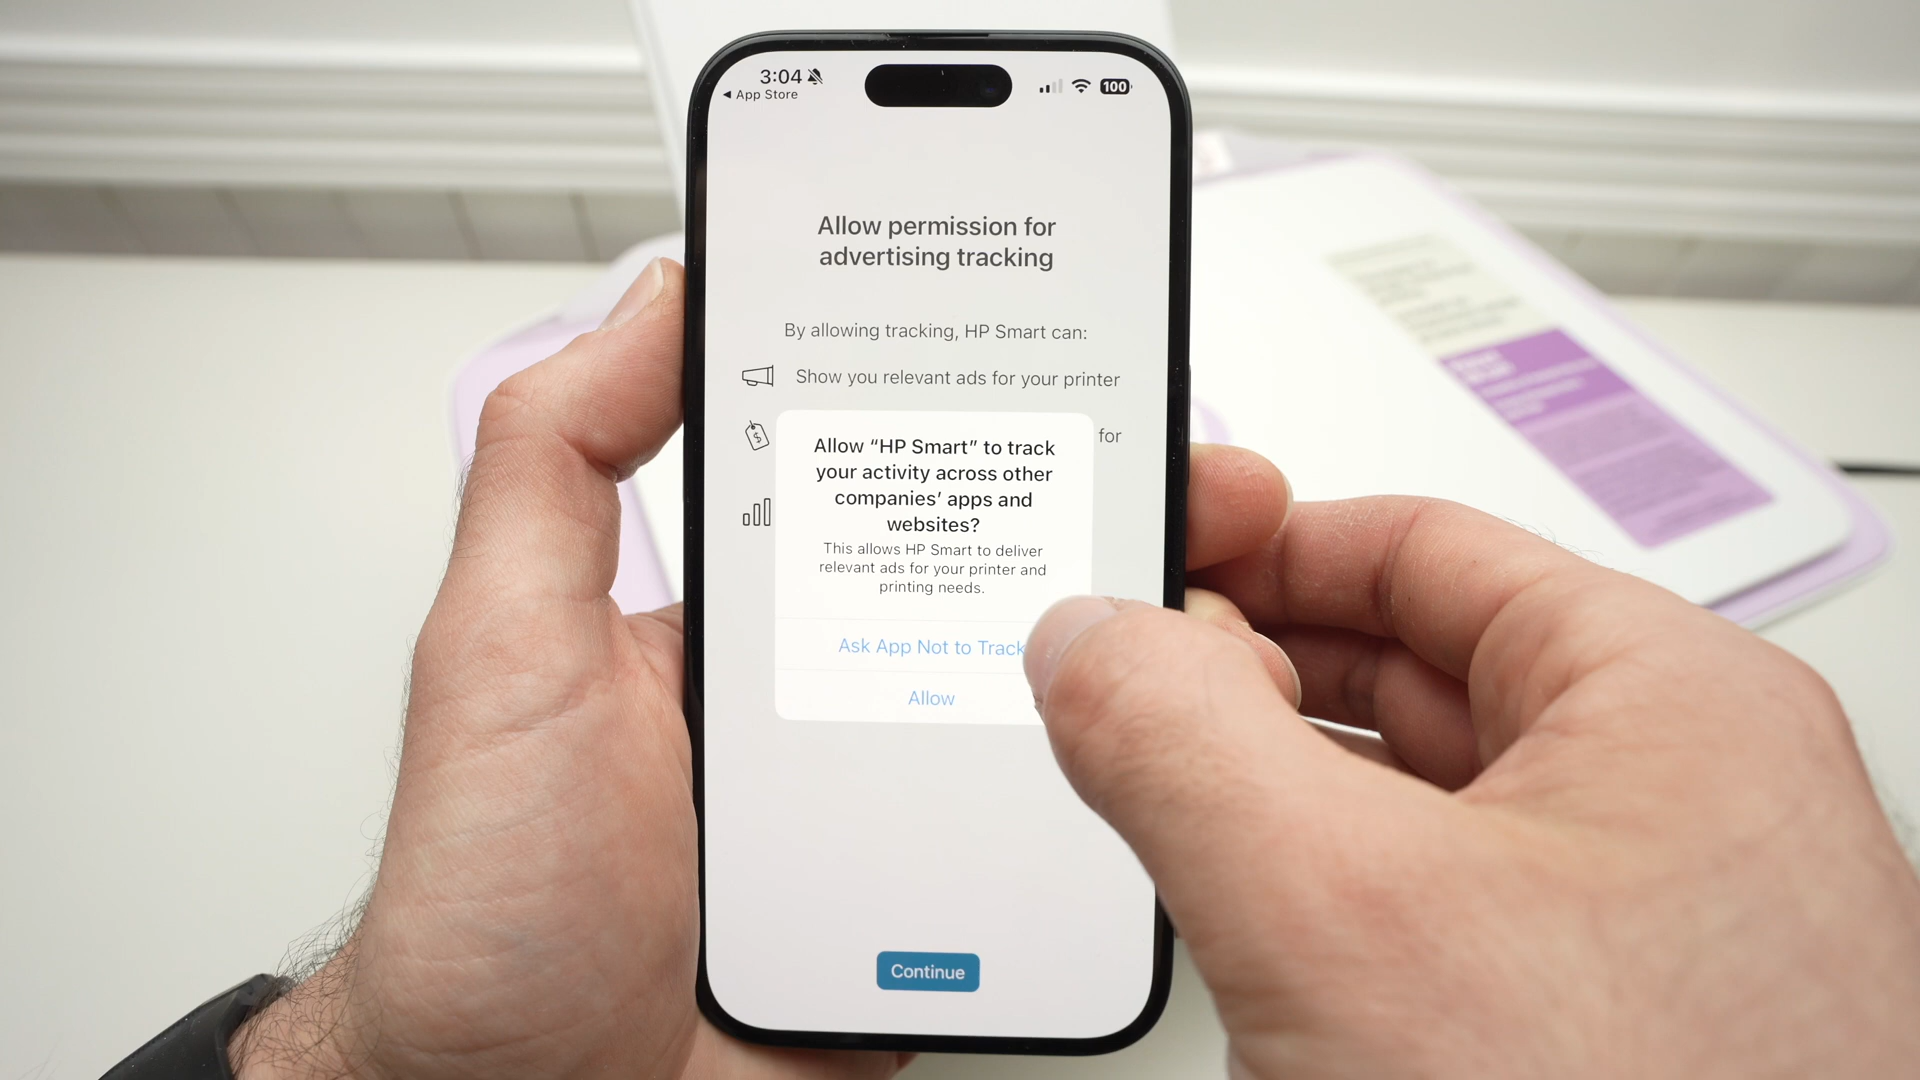 3:04
◀ App Store
100
Allow permission for
advertising tracking
By allowing tracking, HP Smart can:
Show you relevant ads for your printer
for
Allow “HP Smart” to track
your activity across other
companies’ apps and
websites?
This allows HP Smart to deliver
relevant ads for your printer and
printing needs.
Ask App Not to Track
Allow
Continue